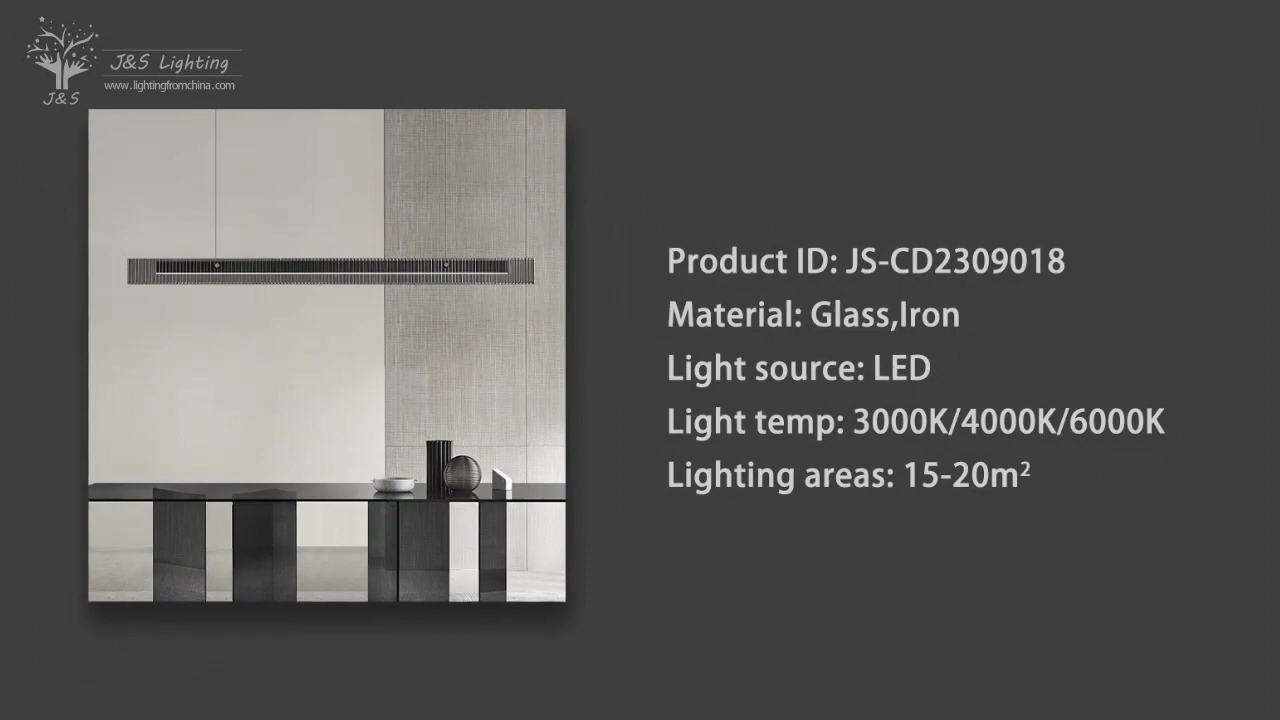 J&S Lighting
www.lightingfromchina.com
J&S
Product ID: JS-CD2309018
Material: Glass,Iron
Light source: LED
Light temp: 3000K/4000K/6000K
Lighting areas: 15-20m²